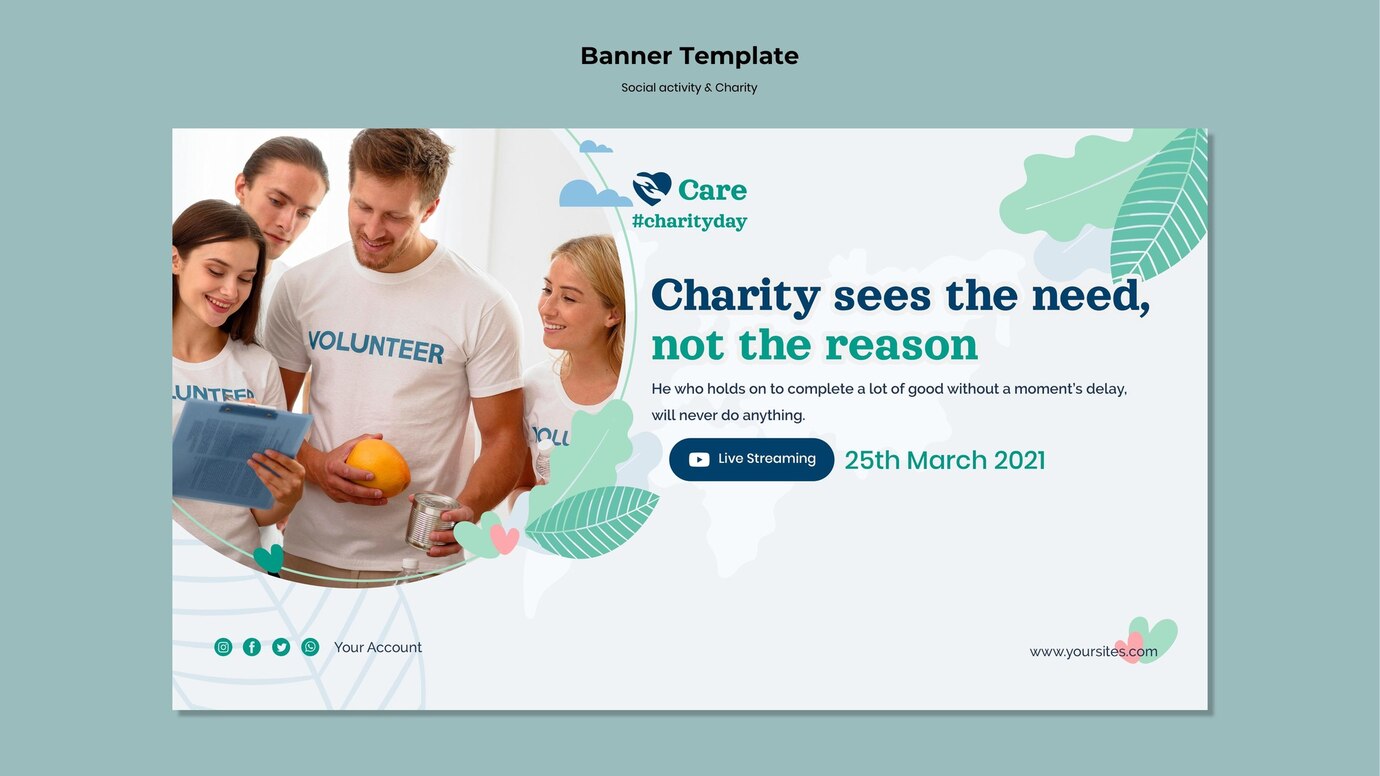 Banner Template
Social activity & Charity
Care
#charityday
Charity sees the need,
not the reason
He who holds on to complete a lot of good without a moment's delay,
will never do anything.
Live Streaming
25th March 2021
VOLUNTEER
LUNTEER
OLU
Your Account
www.yoursites.com